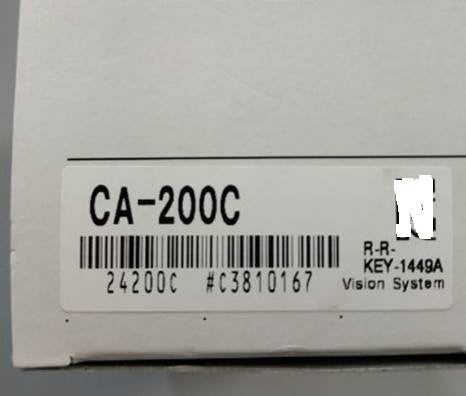 CA-200C
24200C #C3810167
R-R-
KEY-1449A
Vision System